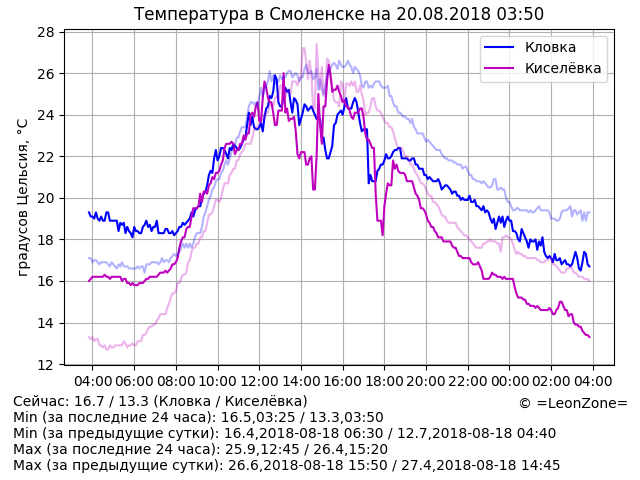 Температура в Смоленске на 20.08.2018 03:50
Кловка
Киселёвка
градусов Цельсия, °C
28
26
24
22
20
18
16
14
12
04:00 06:00 08:00 10:00 12:00 14:00 16:00 18:00 20:00 22:00 00:00 02:00 04:00
Сейчас: 16.7 / 13.3 (Кловка / Киселёвка)
© =LeonZone=
Min (за последние 24 часа): 16.5,03:25 / 13.3,03:50
Min (за предыдущие сутки): 16.4,2018-08-18 06:30 / 12.7,2018-08-18 04:40
Max (за последние 24 часа): 25.9,12:45 / 26.4,15:20
Max (за предыдущие сутки): 26.6,2018-08-18 15:50 / 27.4,2018-08-18 14:45